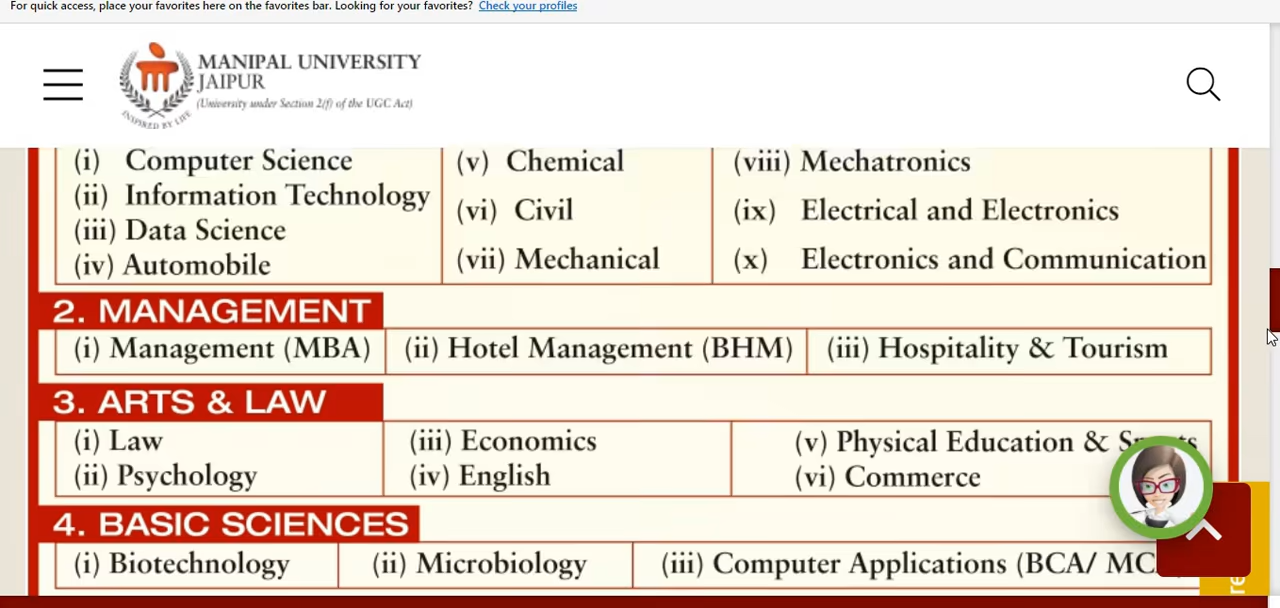 For quick access, place your favorites here on the favorites bar. Looking for your favorites? Check your profiles
MANIPAL UNIVERSITY
JAIPUR
(University under Section 2(f) of the UGC Act)
INSPIRED BY LIFE
(i) Computer Science
(ii) Information Technology
(iii) Data Science
(iv) Automobile
(v) Chemical
(vi) Civil
(vii) Mechanical
(viii) Mechatronics
(ix) Electrical and Electronics
(x) Electronics and Communication
2. MANAGEMENT
(i) Management (MBA) (ii) Hotel Management (BHM) (iii) Hospitality & Tourism
3. ARTS & LAW
(i) Law
(ii) Psychology
(iii) Economics
(iv) English
(v) Physical Education &
(vi) Commerce
4. BASIC SCIENCES
(i) Biotechnology (ii) Microbiology (iii) Computer Applications (BCA/ MC